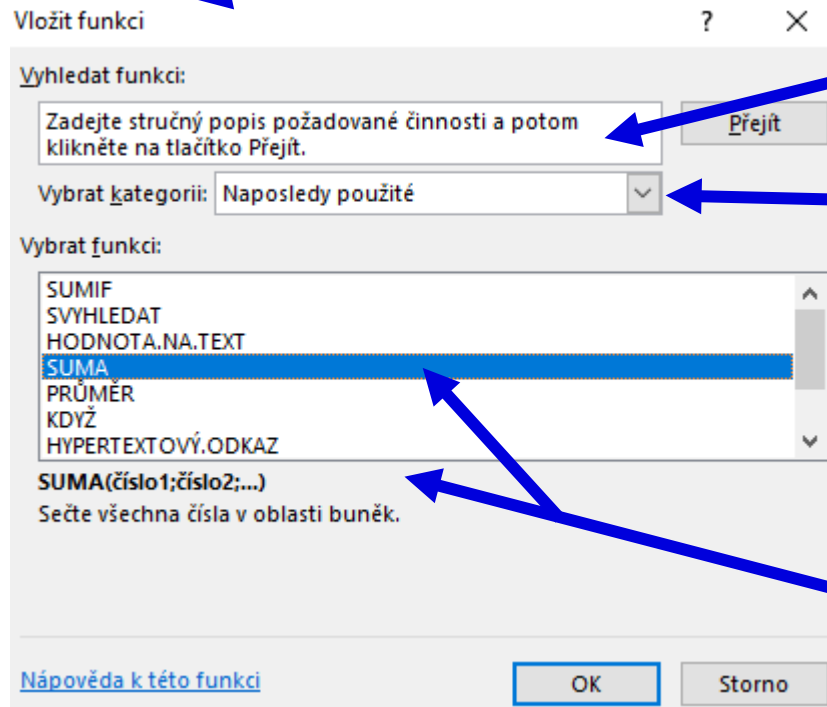 Vložit funkci ?
Vyhledat funkci:
Zadejte stručný popis požadované činnosti a potom
klikněte na tlačítko Přejít.
Přejít
Vybrat kategorii: Naposledy použité
Vybrat funkci:
SUMIF
SVYHLEDAT
HODNOTA.NA.TEXT
SUMA
PRŮMĚR
KDYŽ
HYPERTEXTOVÝ.ODKAZ
SUMA(číslo1;číslo2;...)
Sečte všechna čísla v oblasti buněk.
Nápověda k této funkci OK Storno